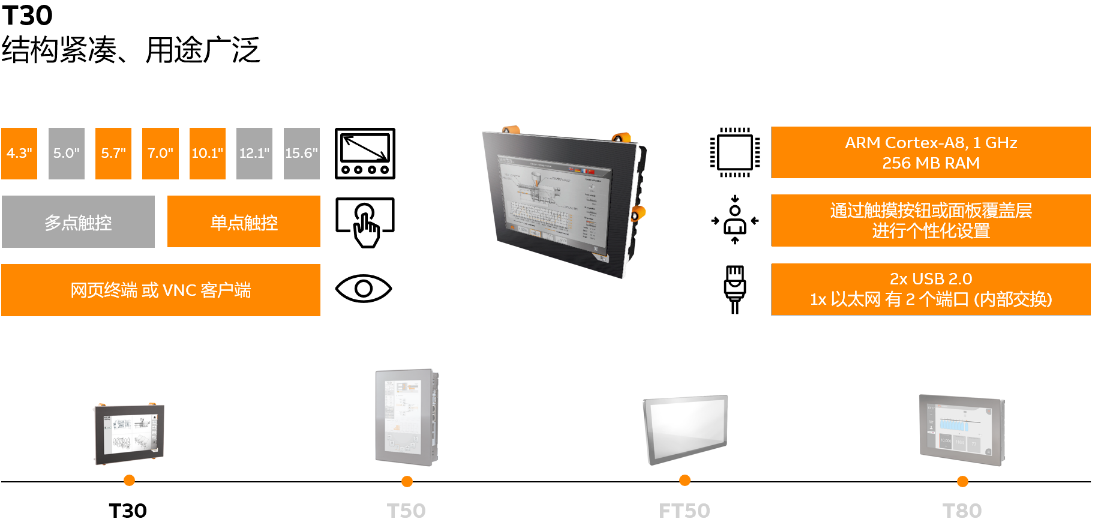 T30
结构紧凑、用途广泛
4.3" 5.0" 5.7" 7.0" 10.1" 12.1" 15.6"
ARM Cortex-A8, 1 GHz
256 MB RAM
多点触控 单点触控
通过触摸按钮或面板覆盖层
进行个性化设置
网页终端 或 VNC 客户端
2x USB 2.0
1x 以太网 有 2 个端口 (内部交换)
T30 T50 FT50 T80